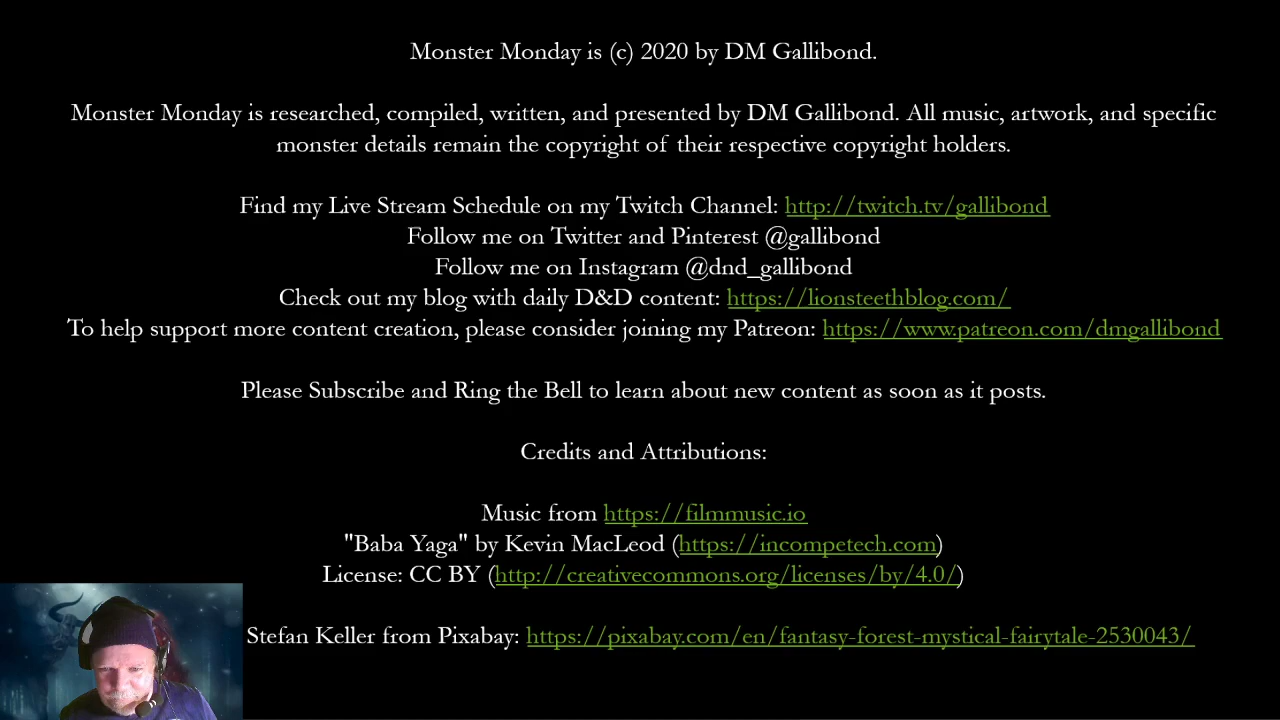 Monster Monday is (c) 2020 by DM Gallibond.
Monster Monday is researched, compiled, written, and presented by DM Gallibond. All music, artwork, and specific
monster details remain the copyright of their respective copyright holders.
Find my Live Stream Schedule on my Twitch Channel: http://twitch.tv/gallibond
Follow me on Twitter and Pinterest @gallibond
Follow me on Instagram @dnd_gallibond
Check out my blog with daily D&D content: https://lionsteethblog.com/
To help support more content creation, please consider joining my Patreon: https://www.patreon.com/dmgallibond
Please Subscribe and Ring the Bell to learn about new content as soon as it posts.
Credits and Attributions:
Music from https://filmmusic.io
"Baba Yaga" by Kevin MacLeod (https://incompetech.com)
License: CC BY (http://creativecommons.org/licenses/by/4.0/)
Stefan Keller from Pixabay: https://pixabay.com/en/fantasy-forest-mystical-fairytale-2530043/